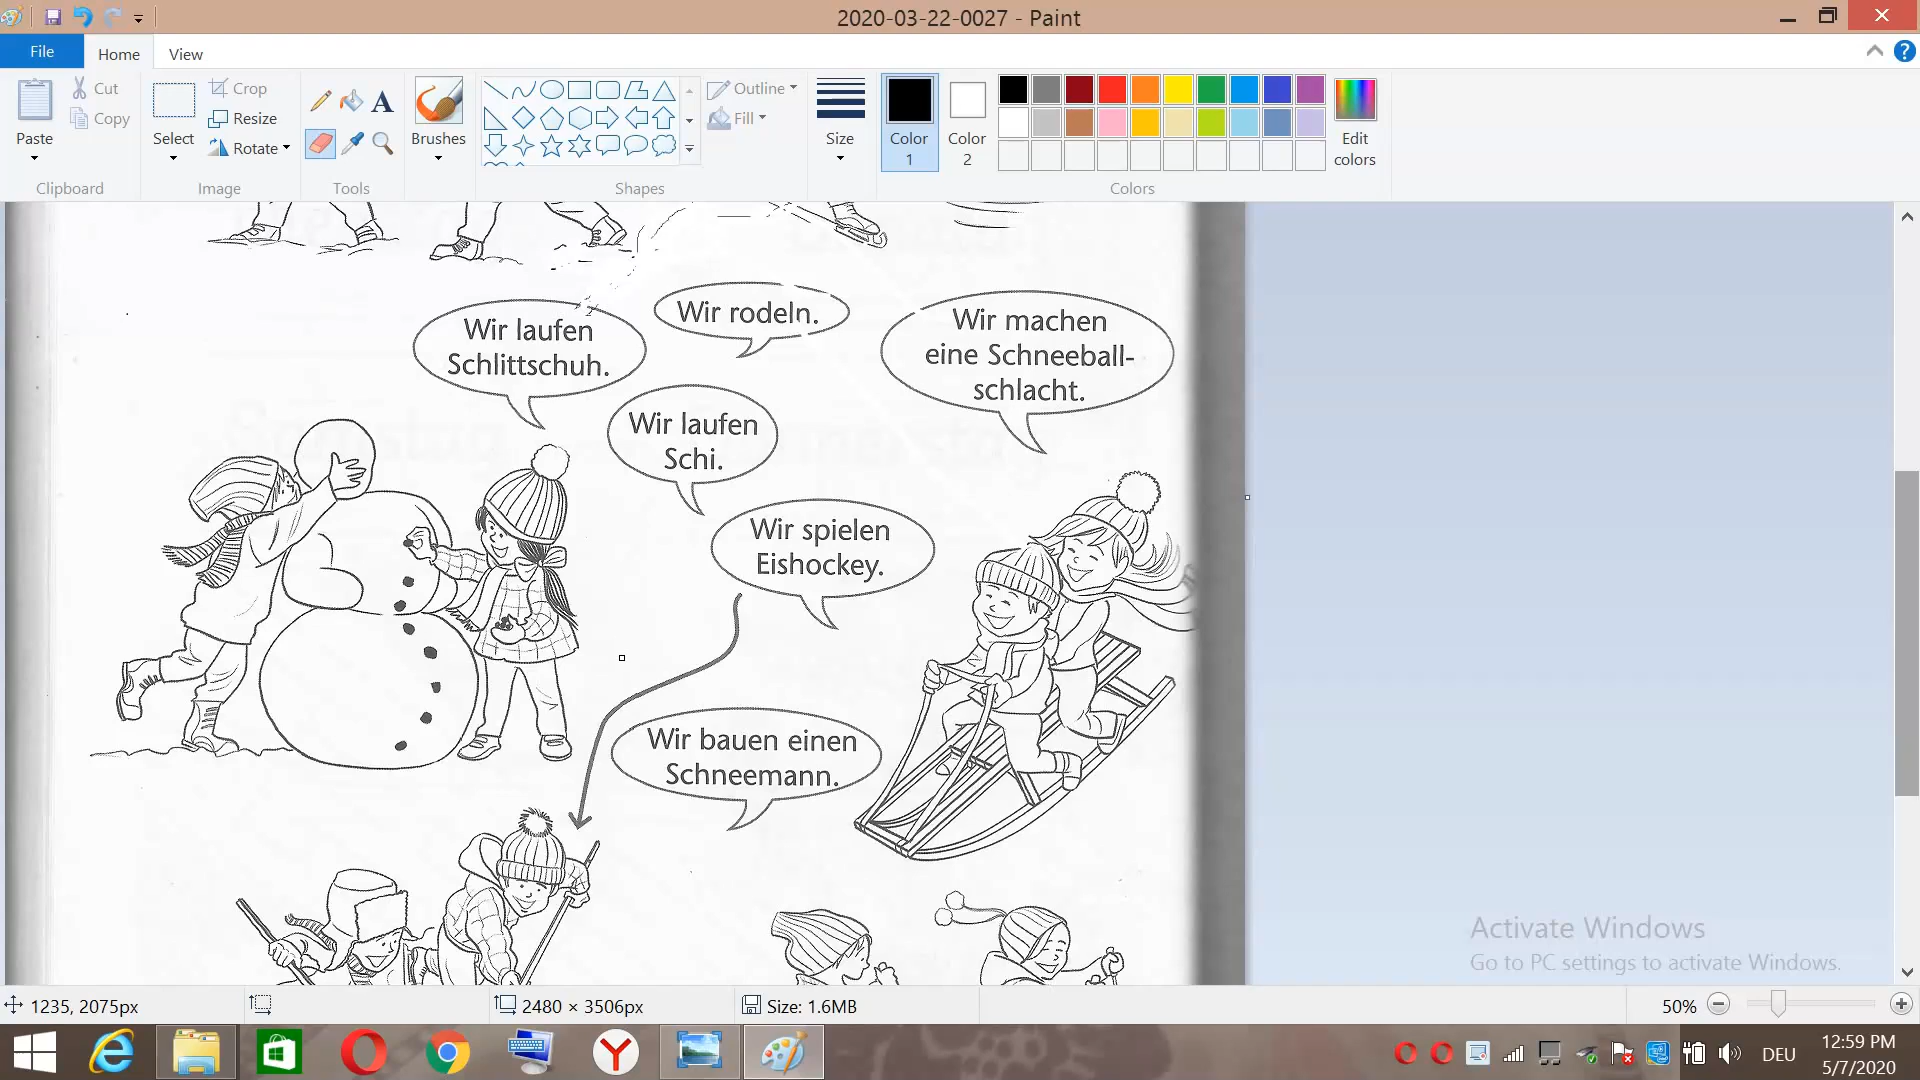 2020-03-22-0027 - Paint
File
Home
View
Paste
Cut
Copy
Clipboard
Select
Crop
Resize
Rotate
Image
A
Tools
Brushes
Outline
Fill
Shapes
Size
Color 1
Color 2
Edit colors
Colors
Wir laufen
Schlittschuh.
Wir rodeln.
Wir machen
eine Schneeball-
schlacht.
Wir laufen
Schi.
Wir spielen
Eishockey.
Wir bauen einen
Schneemann.
Activate Windows
Go to PC settings to activate Windows.
1235, 2075px
2480 × 3506px
Size: 1.6MB
50%
DEU
12:59 PM
5/7/2020